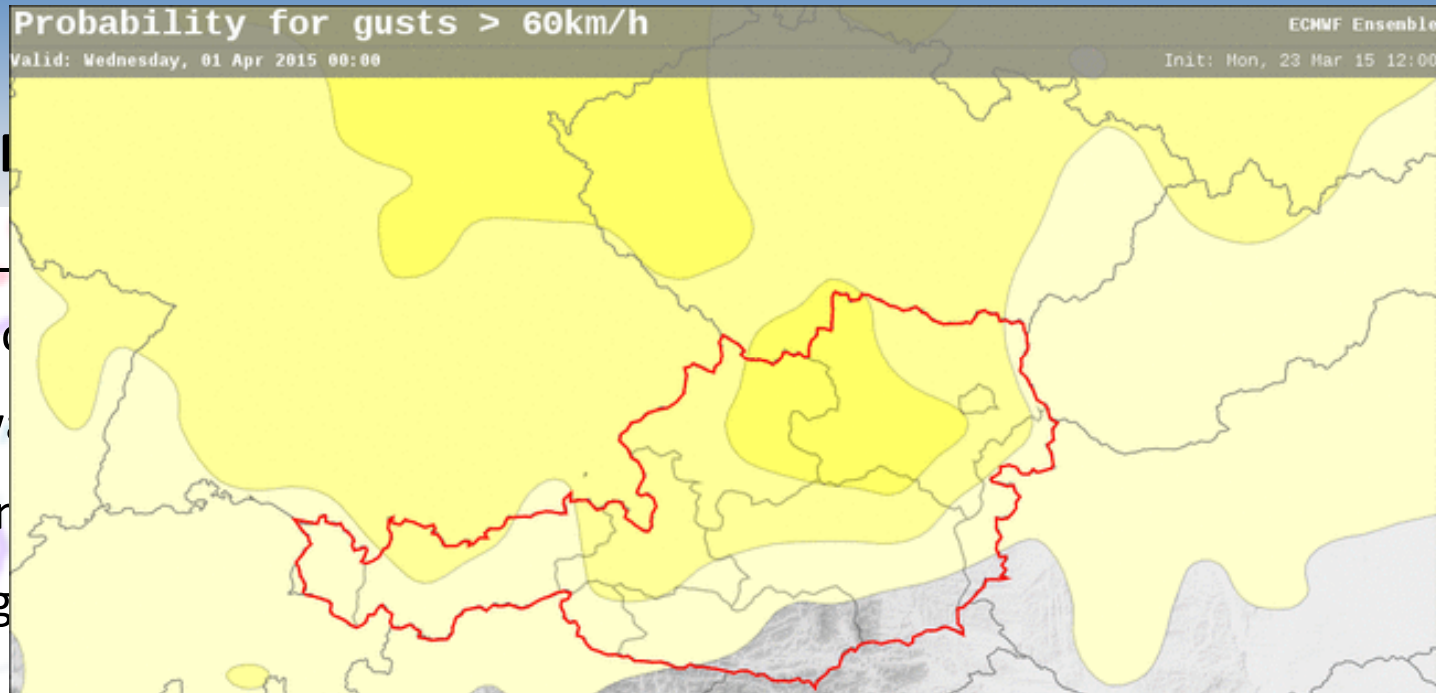 Probability for gusts > 60km/h
ECMWF Ensemble
Valid: Wednesday, 01 Apr 2015 00:00
Init: Mon, 23 Mar 15 12:00